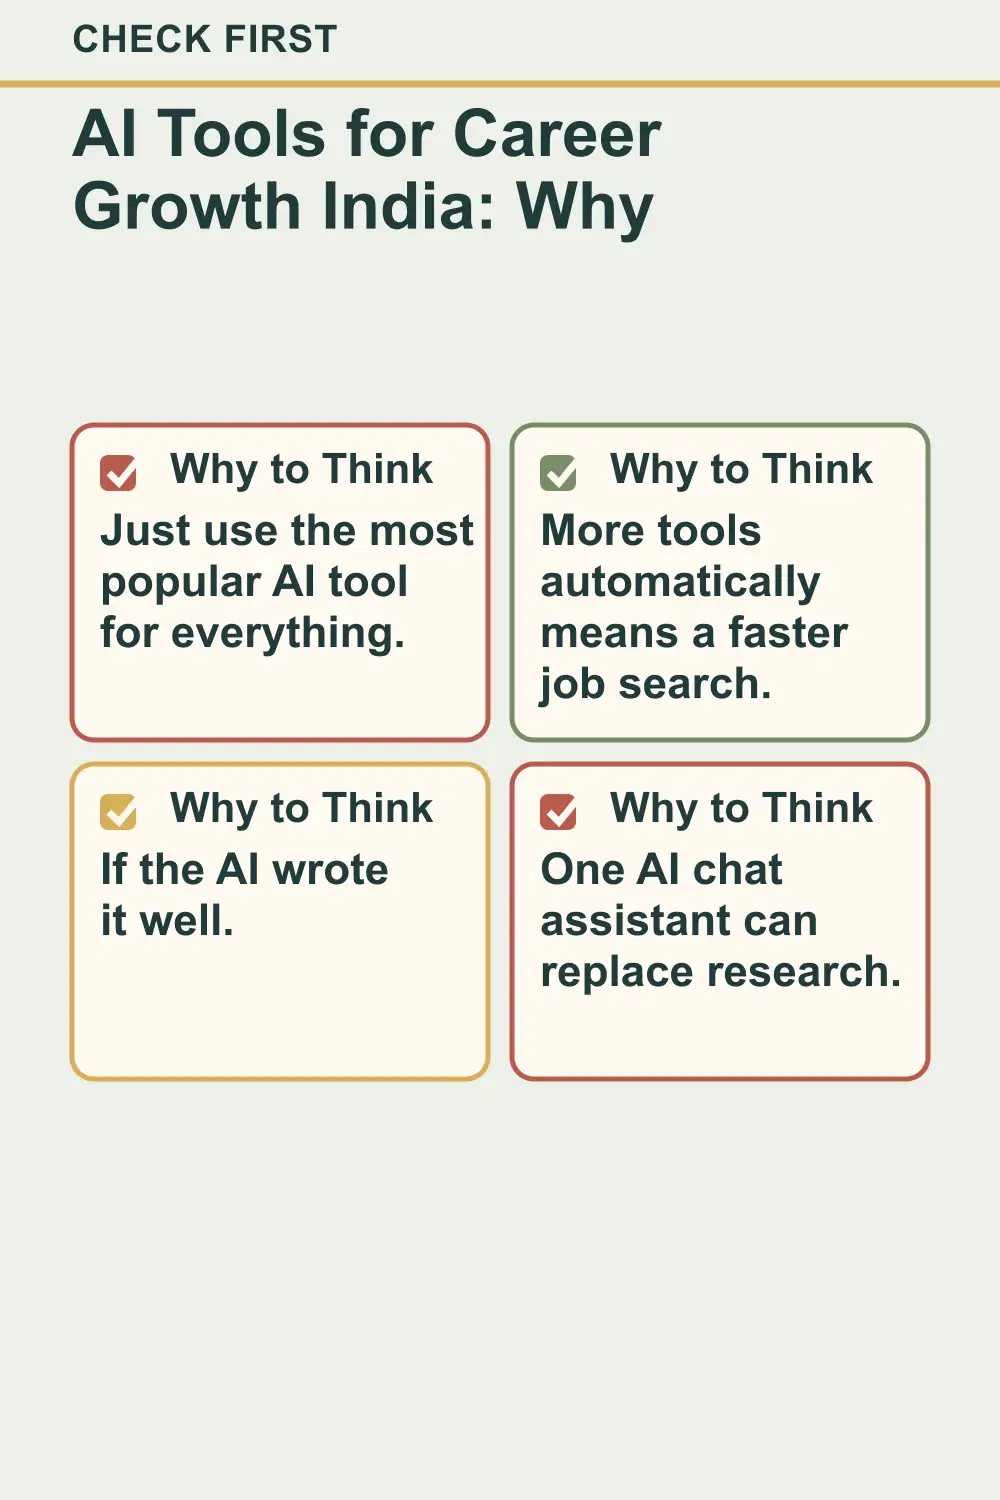 CHECK FIRST
AI Tools for Career
Growth India: Why
Why to Think
Just use the most
popular AI tool
for everything.
Why to Think
More tools
automatically
means a faster
job search.
Why to Think
If the AI wrote
it well.
Why to Think
One AI chat
assistant can
replace research.